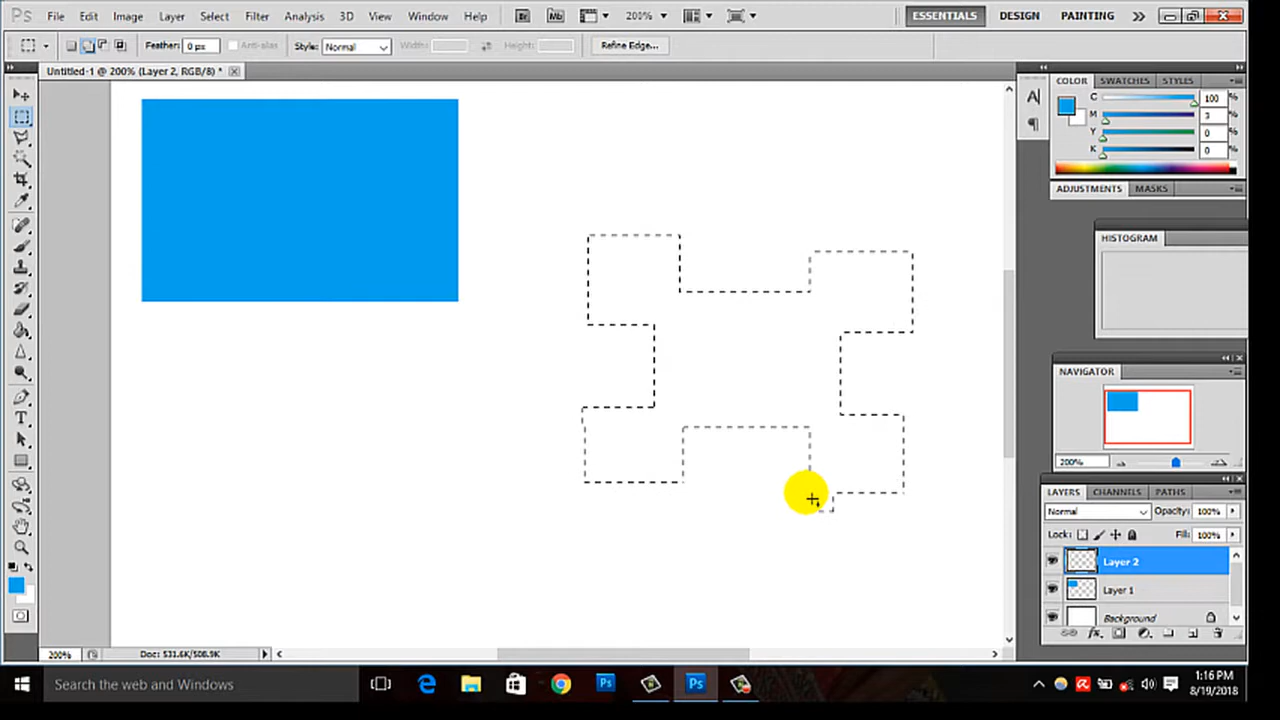 Ps File Edit Image Layer Select Filter Analysis 3D View Window Help Br Mb 200% ESSENTIALS DESIGN PAINTING >>
Feather: 0 px Anti-alias Style: Normal Width: Height: Refine Edge...
Untitled-1 @ 200% (Layer 2, RGB/8) *
COLOR SWATCHES STYLES
C 100 %
M 3 %
Y 0 %
K 0 %
ADJUSTMENTS MASKS
HISTOGRAM
NAVIGATOR
200%
LAYERS CHANNELS PATHS
Normal Opacity: 100%
Lock: Fill: 100%
Layer 2
Layer 1
Background
200% Doc: 531.6K/508.9K
Search the web and Windows
1:16 PM
8/19/2018